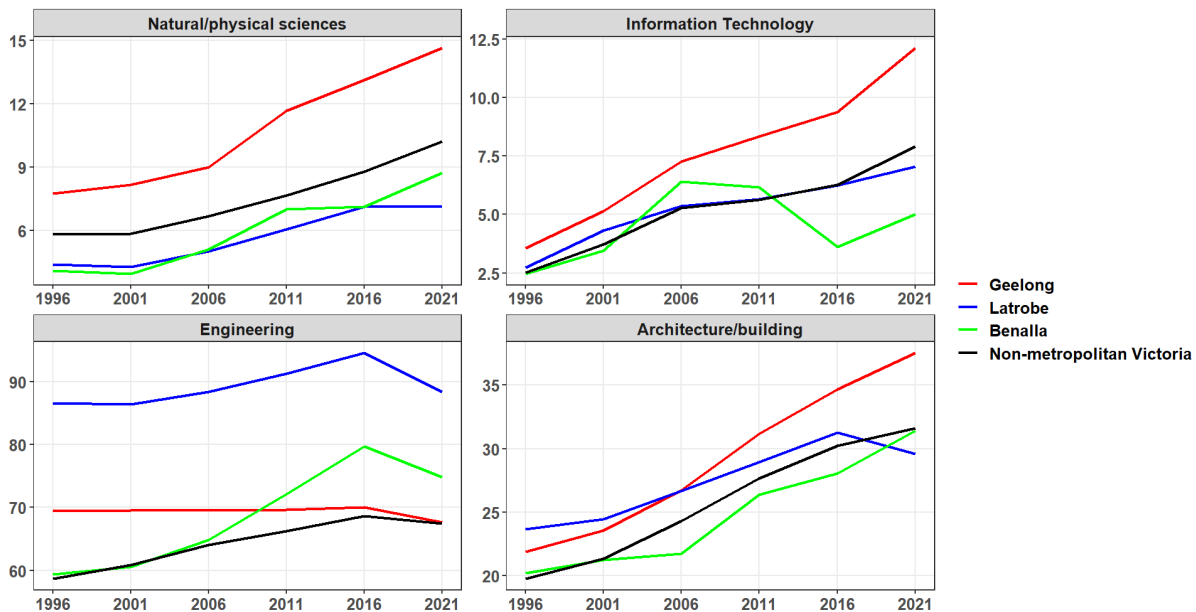 Natural/physical sciences
15
12
9
6
1996 2001 2006 2011 2016 2021
Information Technology
12.5
10.0
7.5
5.0
2.5
1996 2001 2006 2011 2016 2021
Engineering
90
80
70
60
1996 2001 2006 2011 2016 2021
Architecture/building
35
30
25
20
1996 2001 2006 2011 2016 2021
Geelong
Latrobe
Benalla
Non-metropolitan Victoria